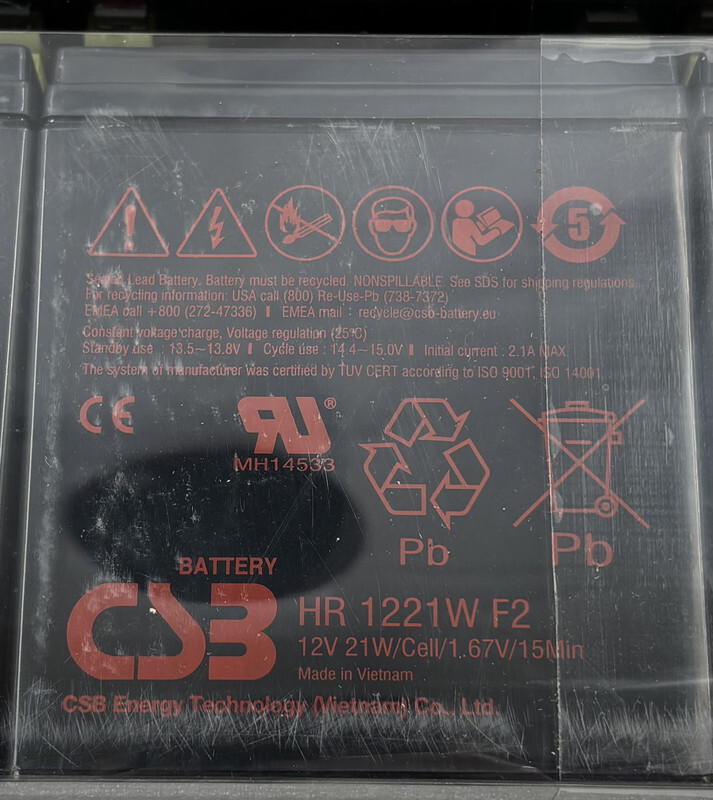 5
Sealed Lead Battery. Battery must be recycled. NONSPILLABLE. See SDS for shipping regulations.
For recycling information: USA call (800) Re-Use-Pb (738-7372)
EMEA call +800 (272-47336) ▌ EMEA mail : recycle@csb-battery.eu
Constant voltage charge, Voltage regulation (25°C)
Standby use : 13.5~13.8V ▌ Cycle use : 14.4~15.0V ▌ Initial current : 2.1A MAX
The system of manufacturer was certified by TUV CERT according to ISO 9001, ISO 14001
CE
RU®
MH14533
Pb
Pb
BATTERY
CSB
HR 1221W F2
12V 21W/Cell/1.67V/15Min
Made in Vietnam
CSB Energy Technology (Vietnam) Co., Ltd.